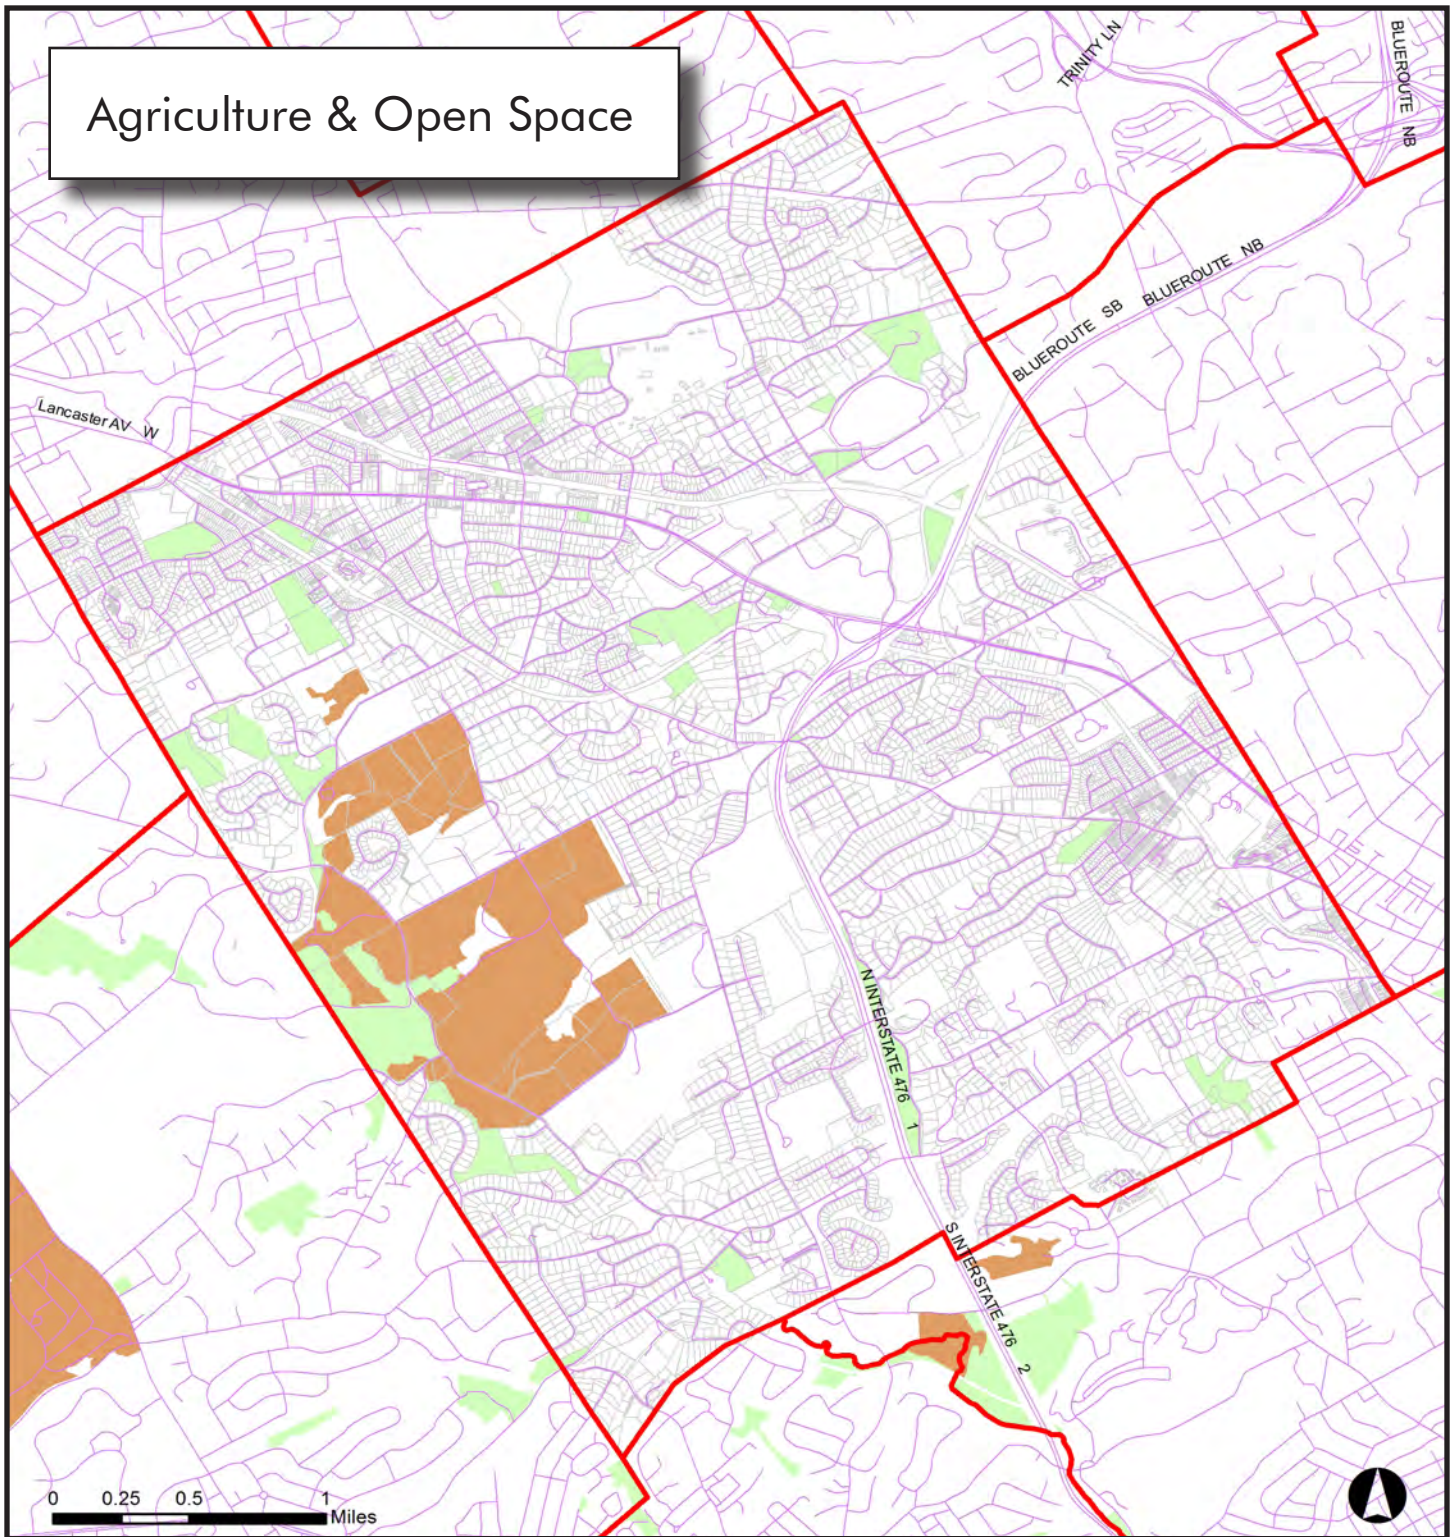 Agriculture & Open Space
TRINITY LN
BLUEROUTE NB
BLUEROUTE SB BLUEROUTE NB
Lancaster AV W
N INTERSTATE 476 1
S INTERSTATE 476 2
0 0.25 0.5 1
Miles